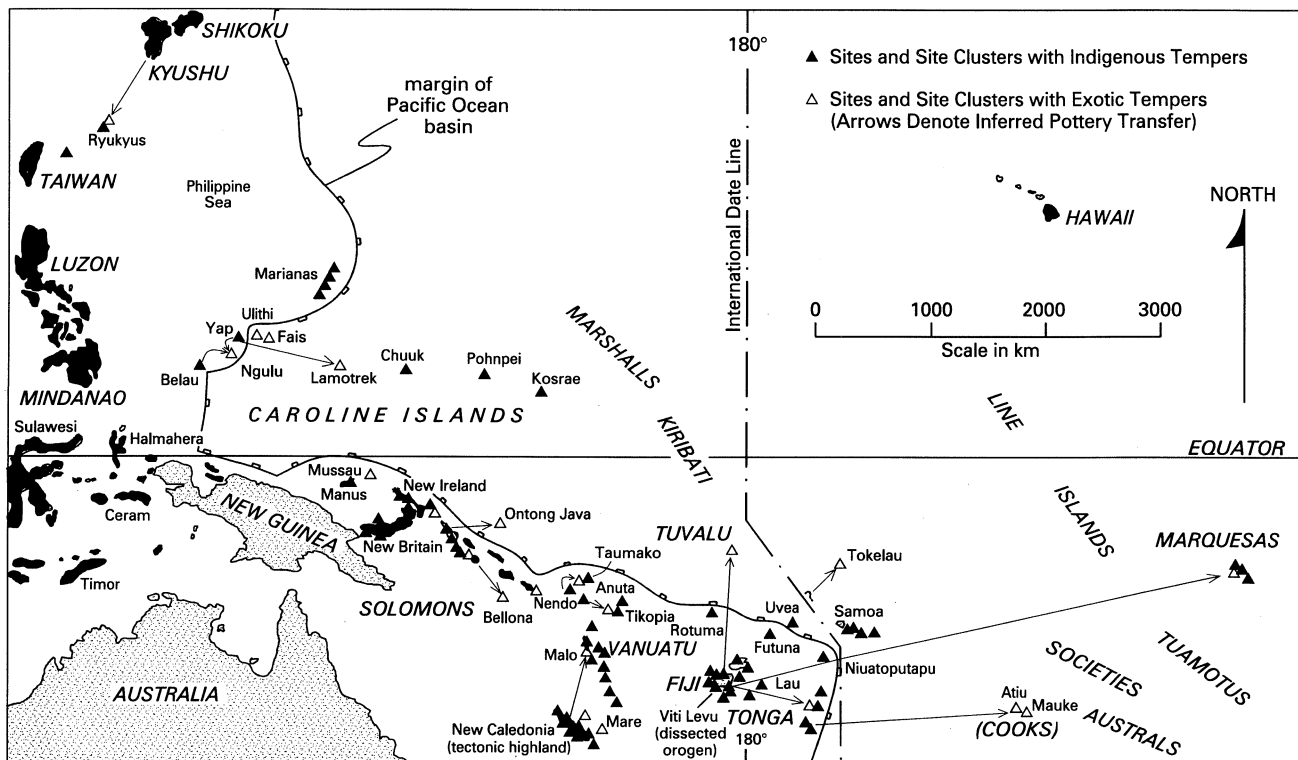 SHIKOKU
KYUSHU
margin of
Pacific Ocean
basin
180°
▲ Sites and Site Clusters with Indigenous Tempers
△ Sites and Site Clusters with Exotic Tempers
(Arrows Denote Inferred Pottery Transfer)
Ryukyus
TAIWAN
Philippine
Sea
International Date Line
HAWAII
NORTH
LUZON
Marianas
0 1000 2000 3000
Scale in km
Ulithi
Yap
Fais
Ngulu
Belau
Lamotrek
Chuuk
Pohnpei
Kosrae
MARSHALLS
MINDANAO
CAROLINE ISLANDS
KIRIBATI
LINE
ISLANDS
EQUATOR
Sulawesi
Halmahera
Mussau
Manus
New Ireland
NEW GUINEA
Ceram
New Britain
Ontong Java
Timor
SOLOMONS
Bellona
Taumako
Anuta
Nendo
Tikopia
TUVALU
Tokelau
MARQUESAS
Rotuma
Uvea
Futuna
Samoa
Niuatoputapu
VANUATU
Malo
FIJI
Lau
Viti Levu
(dissected
orogen)
TONGA
180°
AUSTRALIA
New Caledonia
(tectonic highland)
Mare
SOCIETIES
TUAMOTUS
Atiu
Mauke
(COOKS)
AUSTRALS